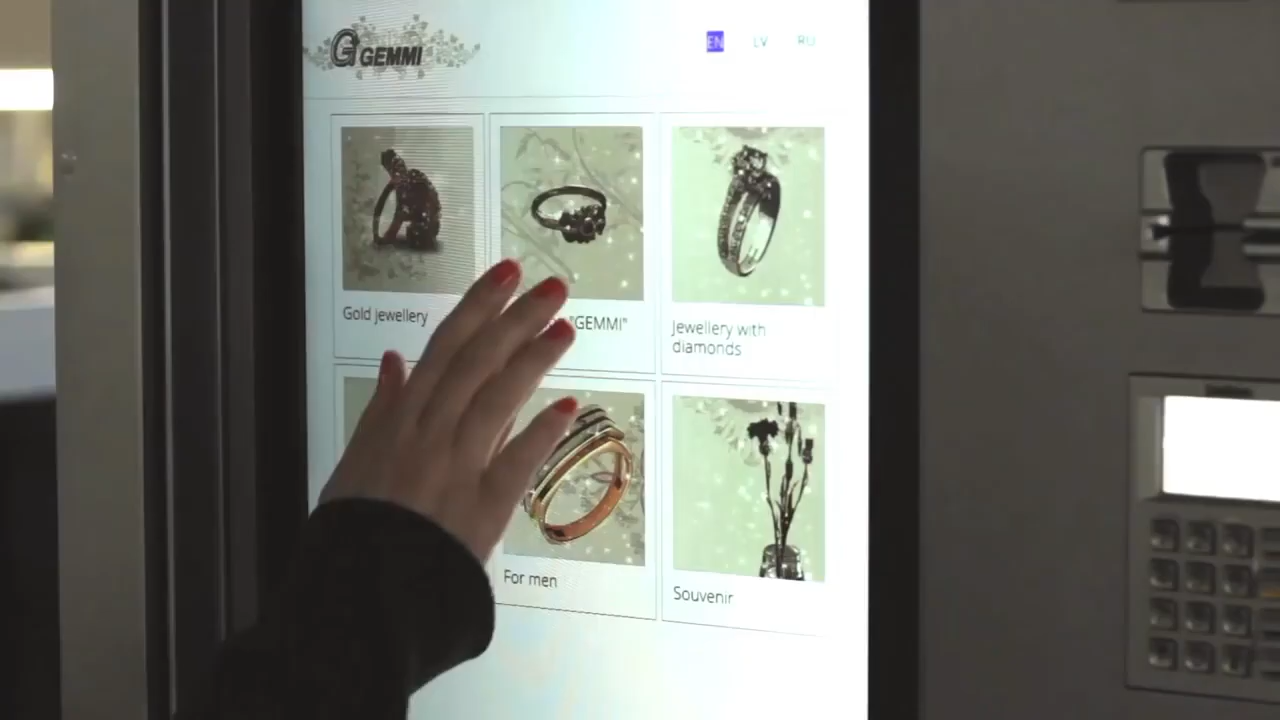 G GEMMI
EN LV RU
Gold jewellery
"GEMMI"
Jewellery with
diamonds
For men
Souvenir